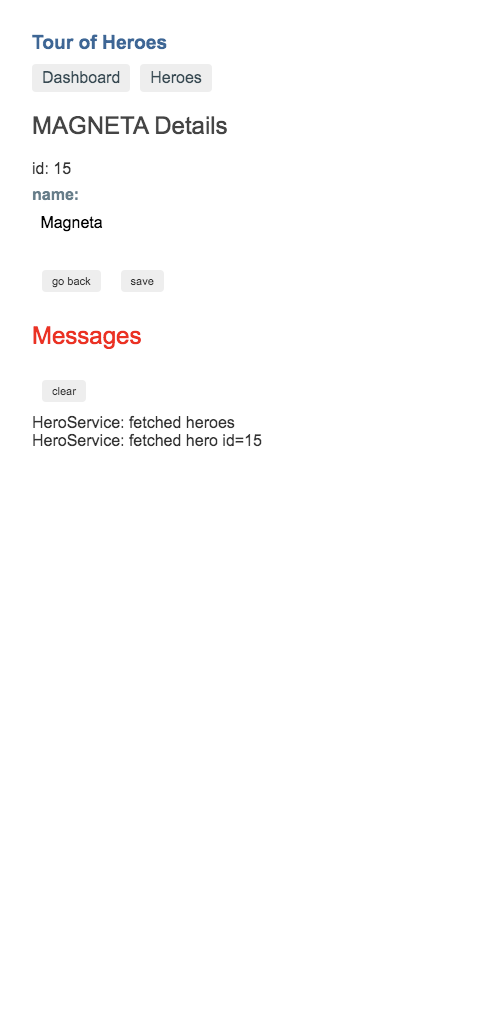 Tour of Heroes
Dashboard Heroes
MAGNETA Details
id: 15
name:
Magneta
go back save
Messages
clear
HeroService: fetched heroes
HeroService: fetched hero id=15